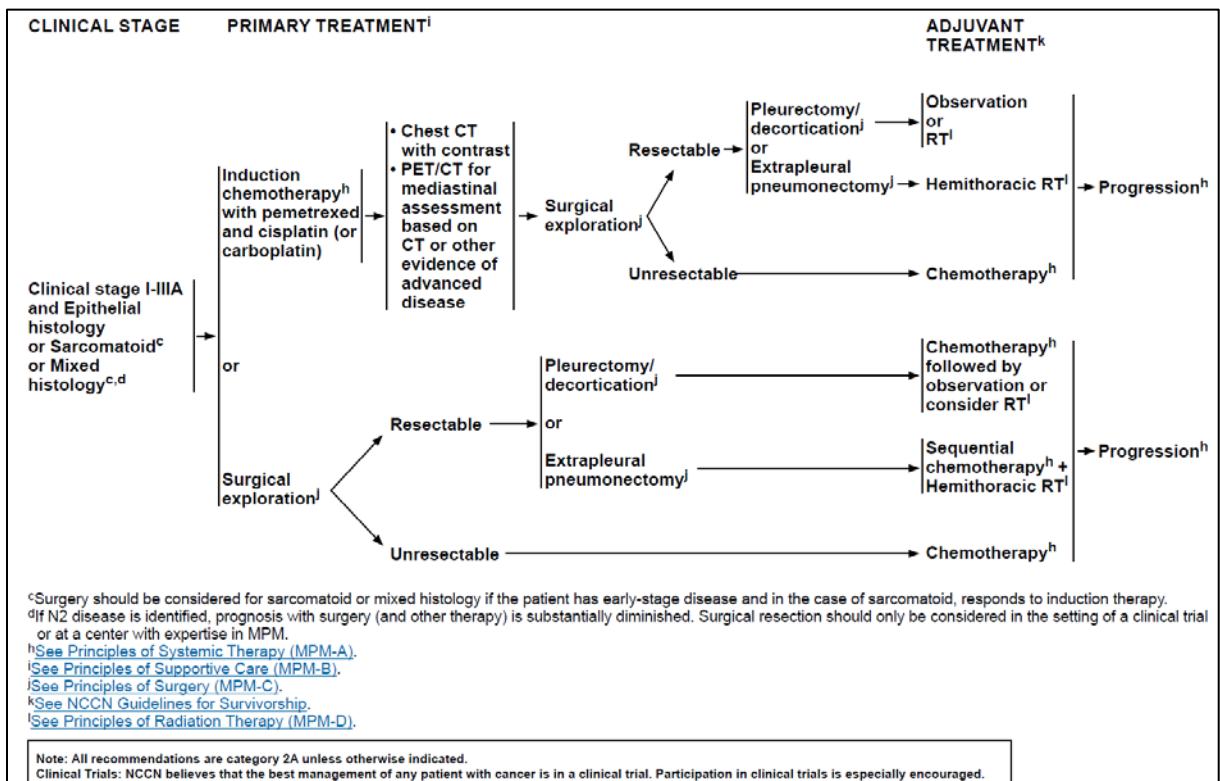 CLINICAL STAGE
PRIMARY TREATMENTi
ADJUVANT
TREATMENTk
Clinical stage I-IIIA
and Epithelial
histology
or Sarcomatoidc
or Mixed
histologyc,d
Induction
chemotherapyh
with pemetrexed
and cisplatin (or
carboplatin)
• Chest CT
with contrast
• PET/CT for
mediastinal
assessment
based on
CT or other
evidence of
advanced
disease
Surgical
explorationj
Resectable
Pleurectomy/
decorticationj
or
Extrapleural
pneumonectomyj
Observation
or
RTl
Hemithoracic RTl
Unresectable
Chemotherapyh
Progressionh
or
Surgical
explorationj
Resectable
Pleurectomy/
decorticationj
or
Extrapleural
pneumonectomyj
Chemotherapyh
followed by
observation or
consider RTl
Sequential
chemotherapyh +
Hemithoracic RTl
Unresectable
Chemotherapyh
Progressionh
cSurgery should be considered for sarcomatoid or mixed histology if the patient has early-stage disease and in the case of sarcomatoid, responds to induction therapy.
dIf N2 disease is identified, prognosis with surgery (and other therapy) is substantially diminished. Surgical resection should only be considered in the setting of a clinical trial
or at a center with expertise in MPM.
hSee Principles of Systemic Therapy (MPM-A).
iSee Principles of Supportive Care (MPM-B).
jSee Principles of Surgery (MPM-C).
kSee NCCN Guidelines for Survivorship.
lSee Principles of Radiation Therapy (MPM-D).
Note: All recommendations are category 2A unless otherwise indicated.
Clinical Trials: NCCN believes that the best management of any patient with cancer is in a clinical trial. Participation in clinical trials is especially encouraged.